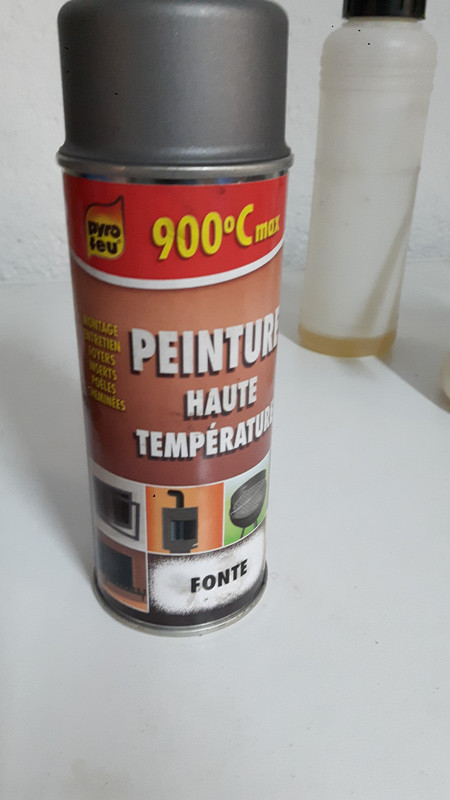 pyro
feu
900°C max
MONTAGE
ENTRETIEN
FOYERS
INSERTS
POÊLES
CHEMINÉES
PEINTURE
HAUTE
TEMPÉRATURE
FONTE